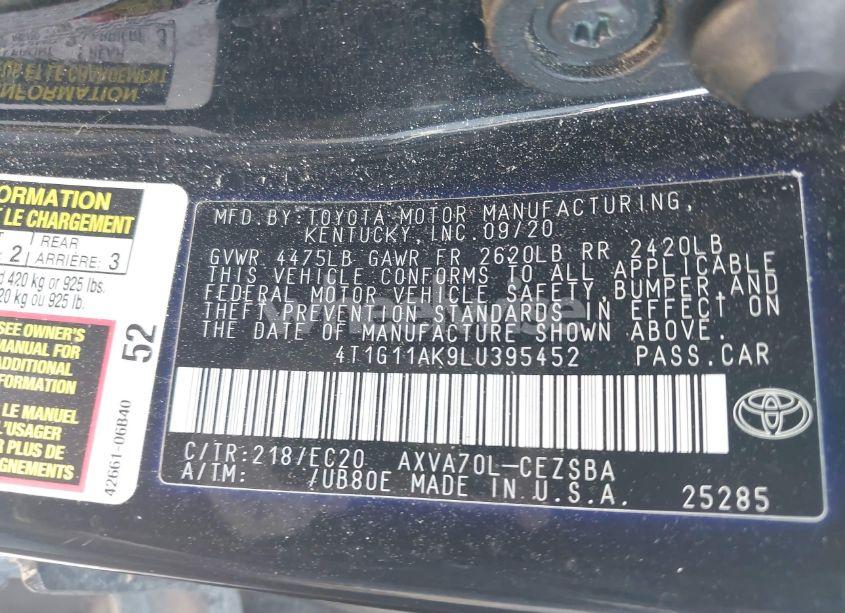 ORMATION
LE CHARGEMENT
2
REAR
ARRIÈRE:
3
420 kg or 925 lbs.
20 kg ou 925 lb.
SEE OWNER'S
MANUAL FOR
ADDITIONAL
LE MANUEL
L'USAGER
PLUS DE
52
42661-06B40
MFD.BY:TOYOTA MOTOR MANUFACTURING,
KENTUCKY,INC.09/20
GVWR 4475LB GAWR FR 2620LB RR 2420LB
THIS VEHICLE CONFORMS TO ALL APPLICABLE
FEDERAL MOTOR VEHICLE SAFETY,BUMPER,AND
THEFT PREVENTION STANDARDS IN EFFECT ON
THE DATE OF MANUFACTURE SHOWN ABOVE.
4T1G11AK9LU395452 PASS.CAR
C/TR:218/EC20 AXVA70L-CEZSBA
A/TM: /UB80E MADE IN U.S.A. 25285